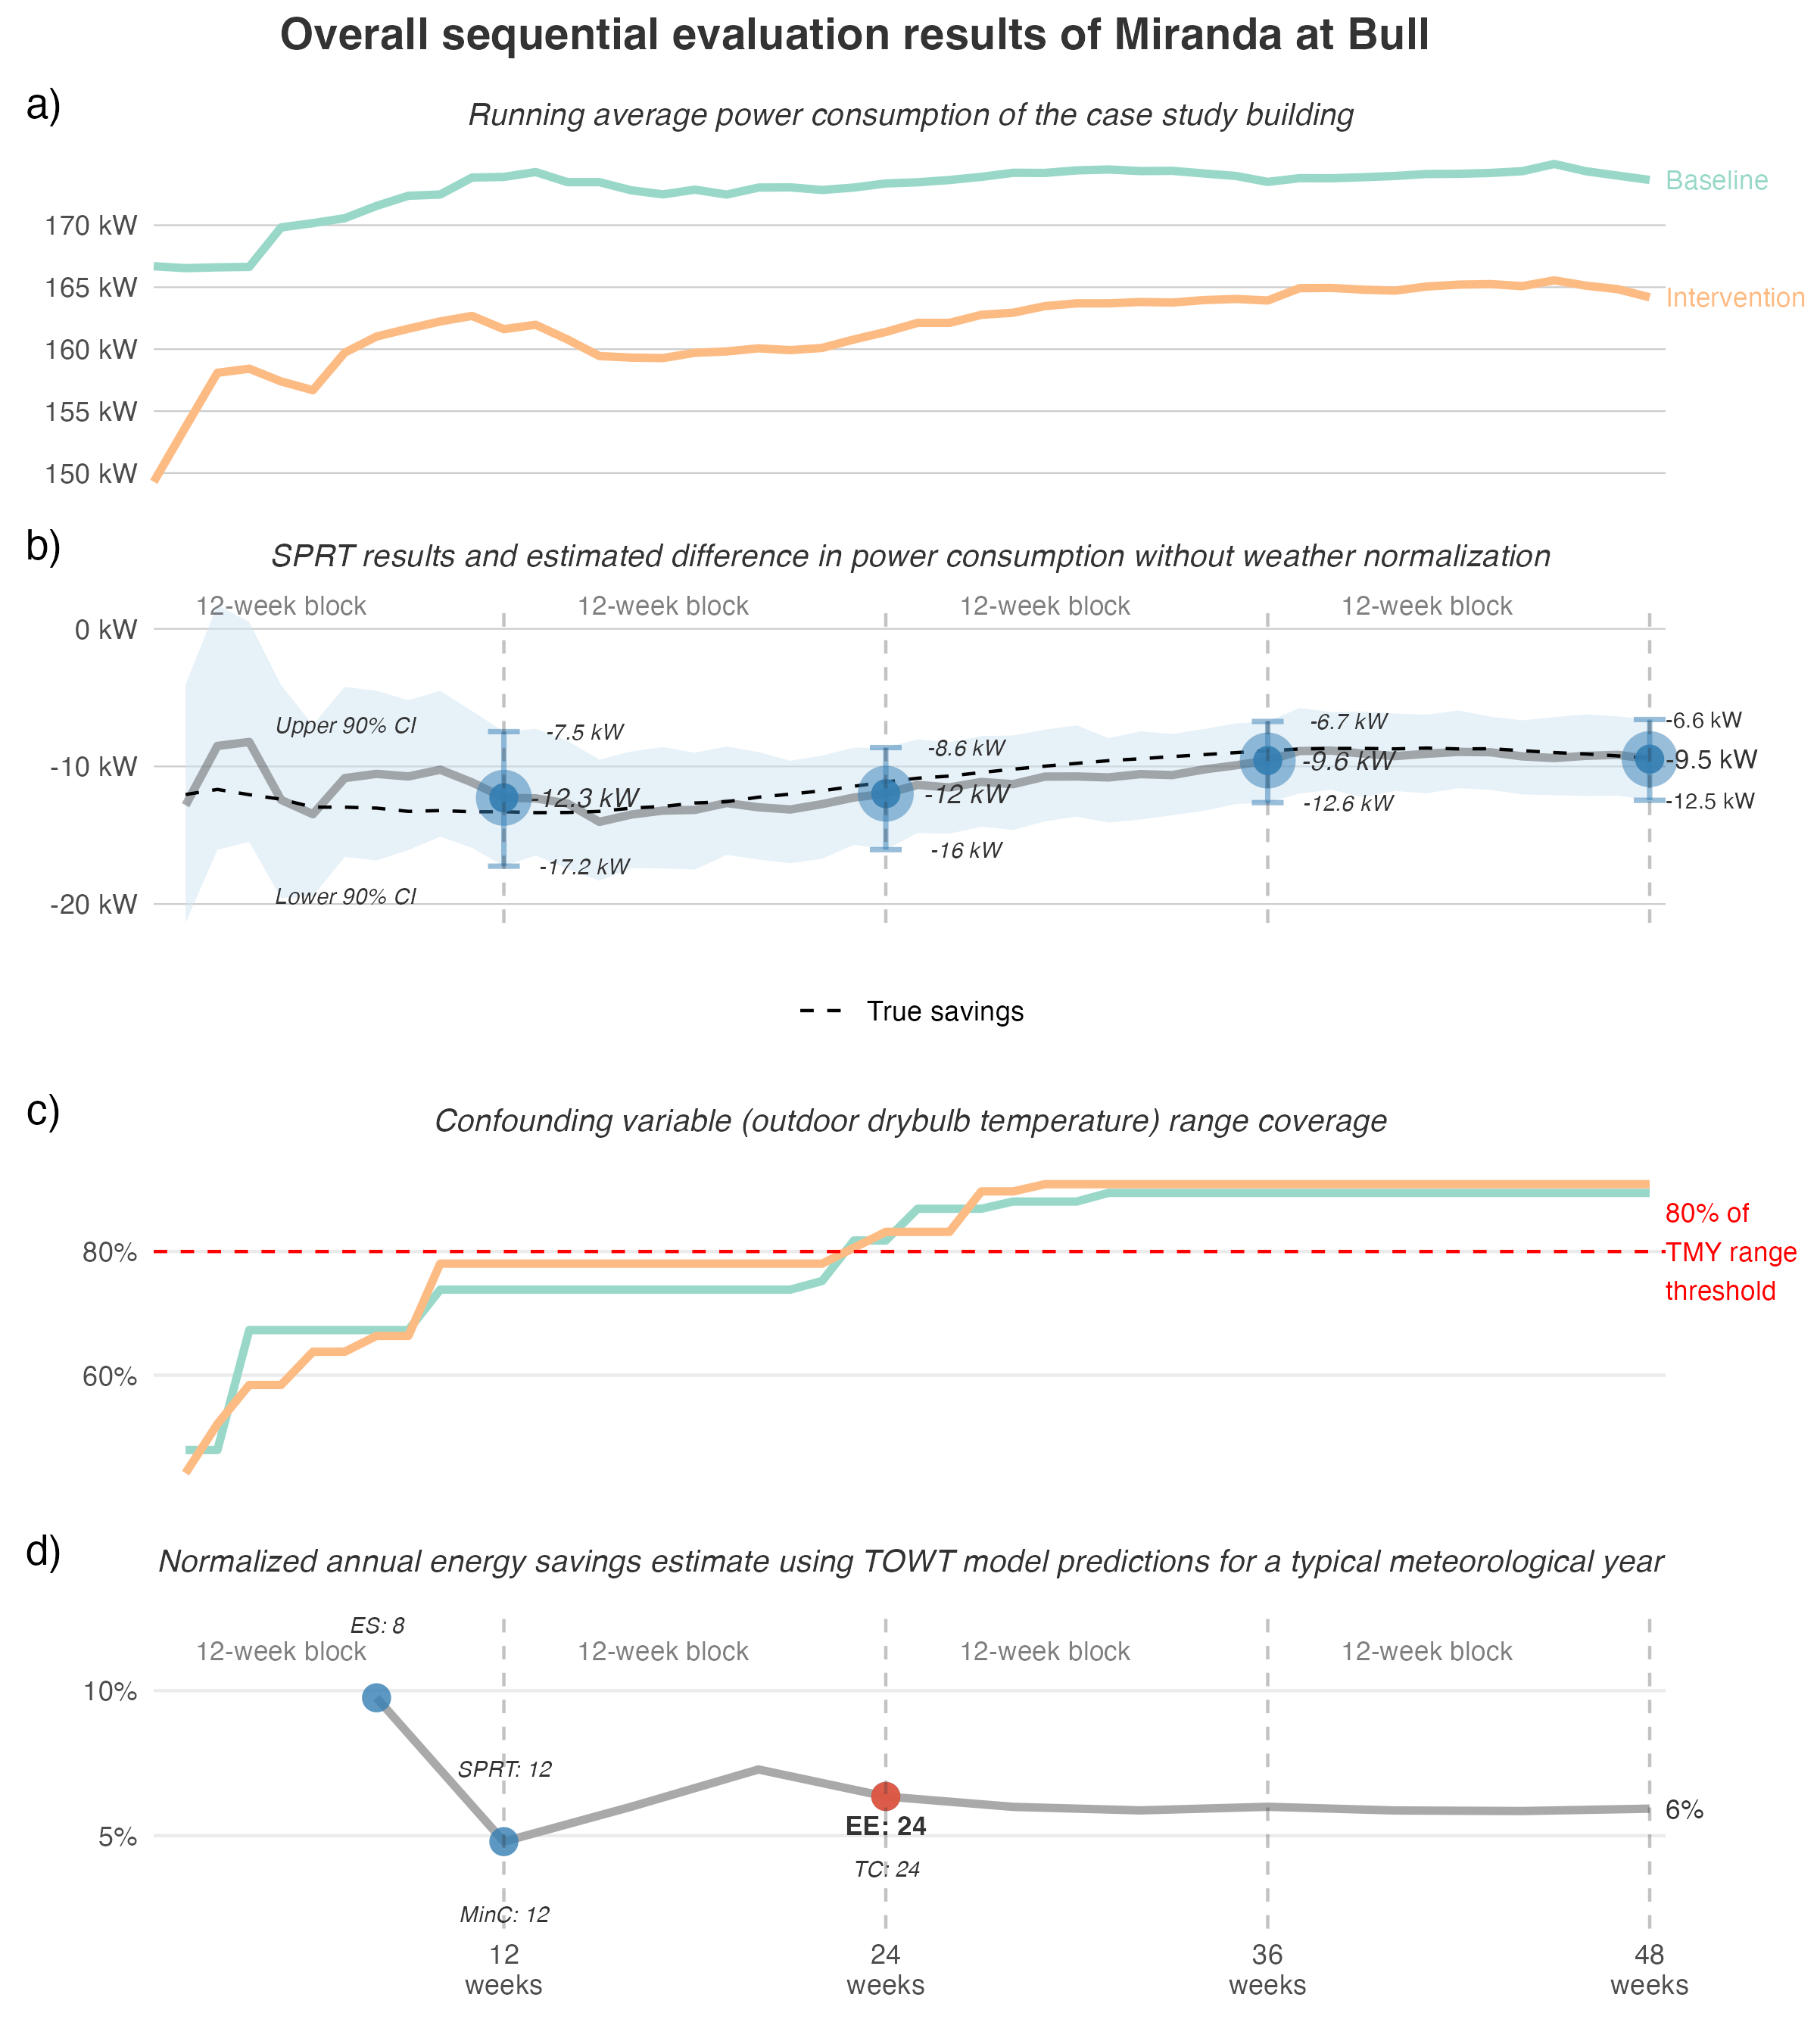 Overall sequential evaluation results of Miranda at Bull
a)
Running average power consumption of the case study building
Baseline
170 kW
165 kW
Intervention
160 kW
155 kW
150 kW
b)
SPRT results and estimated difference in power consumption without weather normalization
12-week block 12-week block 12-week block 12-week block
0 kW
Upper 90% CI
-7.5 kW
-8.6 kW
-6.7 kW
-6.6 kW
-10 kW
-12.3 kW
-12 kW
-9.6 kW
-9.5 kW
-17.2 kW
-16 kW
-12.6 kW
-12.5 kW
Lower 90% CI
-20 kW
True savings
c)
Confounding variable (outdoor drybulb temperature) range coverage
80% of
TMY range
threshold
80%
60%
d)
Normalized annual energy savings estimate using TOWT model predictions for a typical meteorological year
ES: 8
12-week block 12-week block 12-week block 12-week block
10%
SPRT: 12
EE: 24
6%
5%
TC: 24
MinC: 12
12
weeks
24
weeks
36
weeks
48
weeks